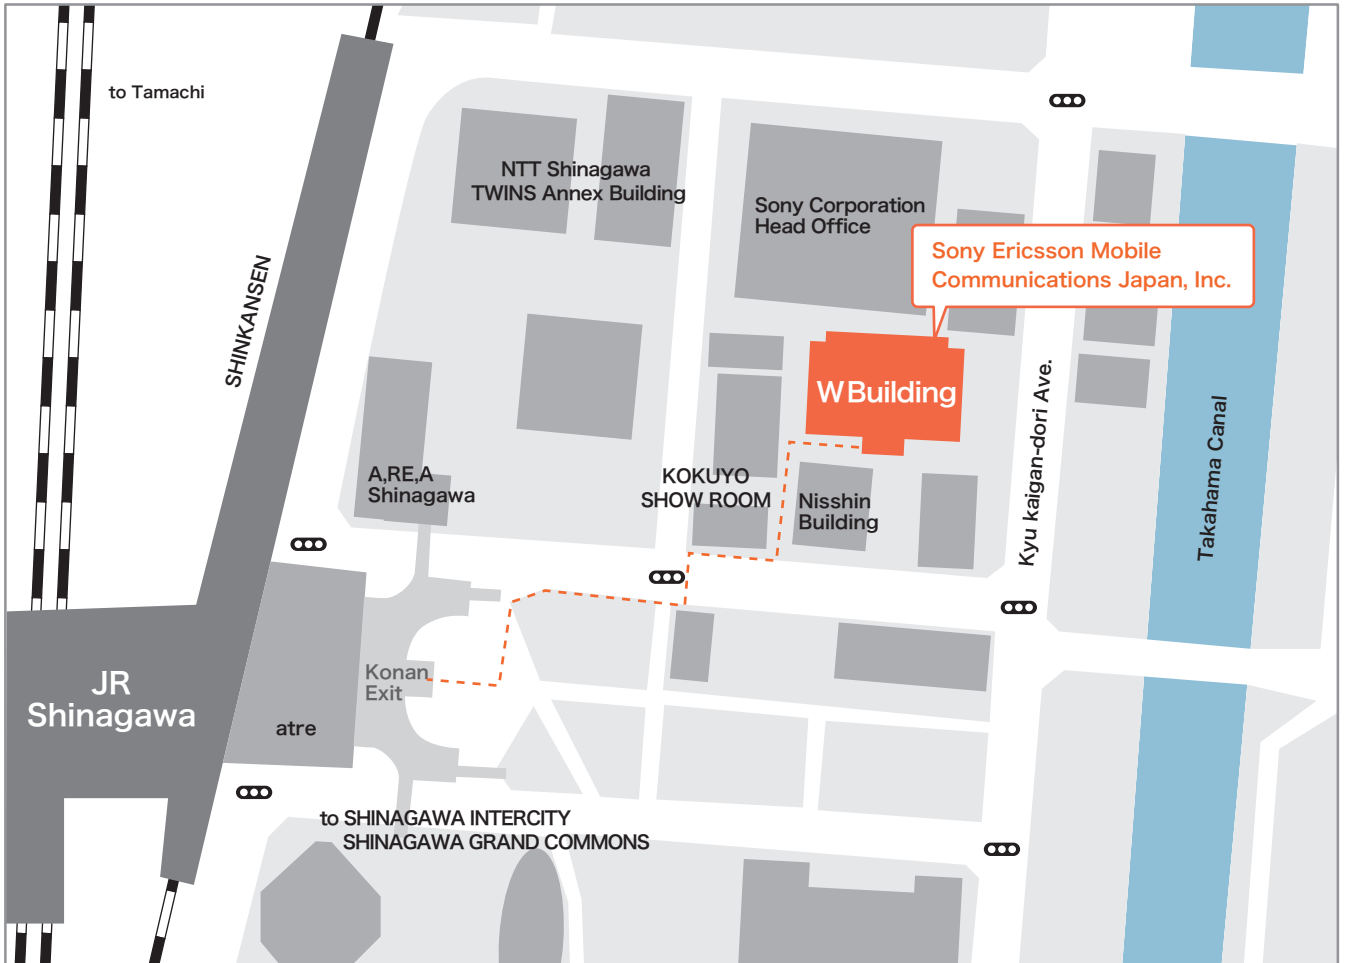 to Tamachi
NTT Shinagawa
TWINS Annex Building
Sony Corporation
Head Office
Sony Ericsson Mobile
Communications Japan, Inc.
SHINKANSEN
W Building
Kyu kaigan-dori Ave.
Takahama Canal
A,RE,A
Shinagawa
KOKUYO
SHOW ROOM
Nisshin
Building
JR
Shinagawa
Konan
Exit
atre
to SHINAGAWA INTERCITY
SHINAGAWA GRAND COMMONS